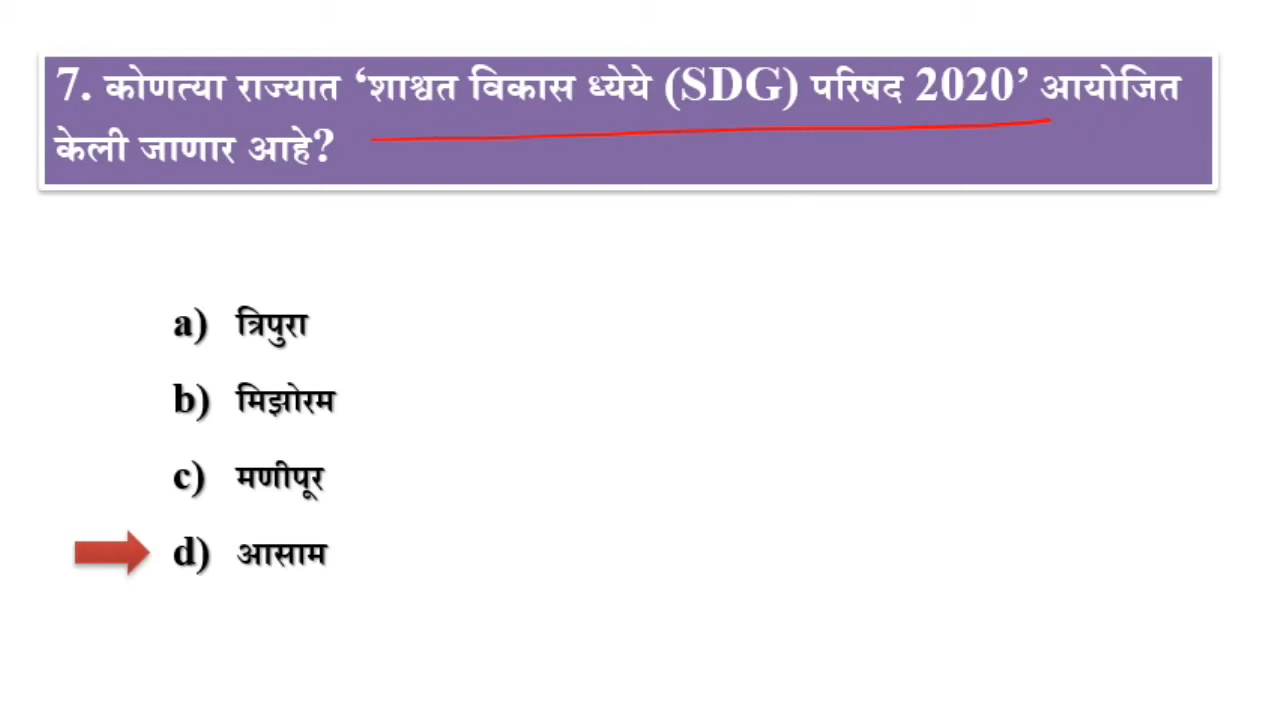 7. कोणत्या राज्यात ‘शाश्वत विकास ध्येये (SDG) परिषद 2020’ आयोजित
केली जाणार आहे?
a) त्रिपुरा
b) मिझोरम
c) मणीपूर
d) आसाम